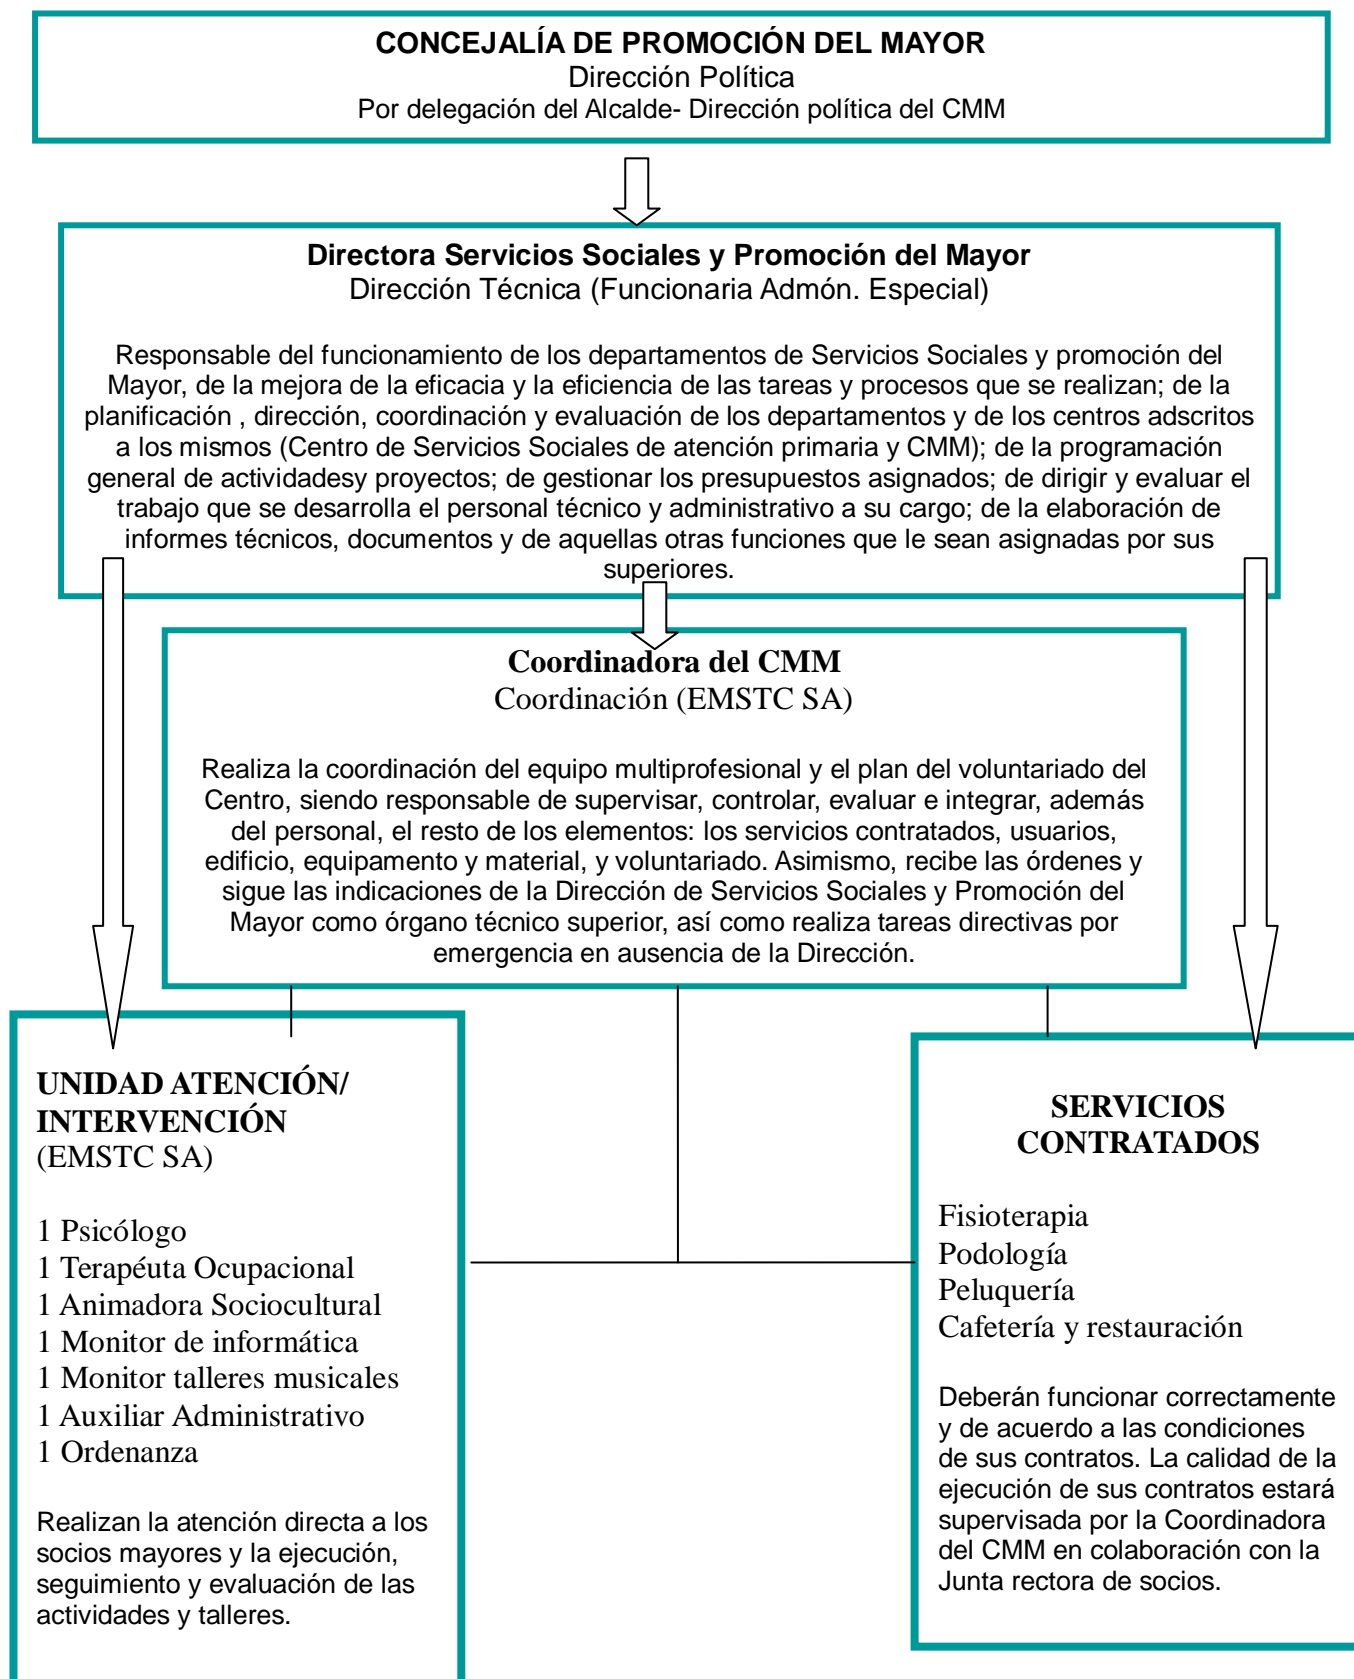 CONCEJALÍA DE PROMOCIÓN DEL MAYOR
Dirección Política
Por delegación del Alcalde- Dirección política del CMM
Directora Servicios Sociales y Promoción del Mayor
Dirección Técnica (Funcionaria Admón. Especial)
Responsable del funcionamiento de los departamentos de Servicios Sociales y promoción del
Mayor, de la mejora de la eficacia y la eficiencia de las tareas y procesos que se realizan; de la
planificación , dirección, coordinación y evaluación de los departamentos y de los centros adscritos
a los mismos (Centro de Servicios Sociales de atención primaria y CMM); de la programación
general de actividadesy proyectos; de gestionar los presupuestos asignados; de dirigir y evaluar el
trabajo que se desarrolla el personal técnico y administrativo a su cargo; de la elaboración de
informes técnicos, documentos y de aquellas otras funciones que le sean asignadas por sus
superiores.
Coordinadora del CMM
Coordinación (EMSTC SA)
Realiza la coordinación del equipo multiprofesional y el plan del voluntariado del
Centro, siendo responsable de supervisar, controlar, evaluar e integrar, además
del personal, el resto de los elementos: los servicios contratados, usuarios,
edificio, equipamento y material, y voluntariado. Asimismo, recibe las órdenes y
sigue las indicaciones de la Dirección de Servicios Sociales y Promoción del
Mayor como órgano técnico superior, así como realiza tareas directivas por
emergencia en ausencia de la Dirección.
UNIDAD ATENCIÓN/
INTERVENCIÓN
(EMSTC SA)
1 Psicólogo
1 Terapéuta Ocupacional
1 Animadora Sociocultural
1 Monitor de informática
1 Monitor talleres musicales
1 Auxiliar Administrativo
1 Ordenanza
Realizan la atención directa a los
socios mayores y la ejecución,
seguimiento y evaluación de las
actividades y talleres.
SERVICIOS
CONTRATADOS
Fisioterapia
Podología
Peluquería
Cafetería y restauración
Deberán funcionar correctamente
y de acuerdo a las condiciones
de sus contratos. La calidad de la
ejecución de sus contratos estará
supervisada por la Coordinadora
del CMM en colaboración con la
Junta rectora de socios.